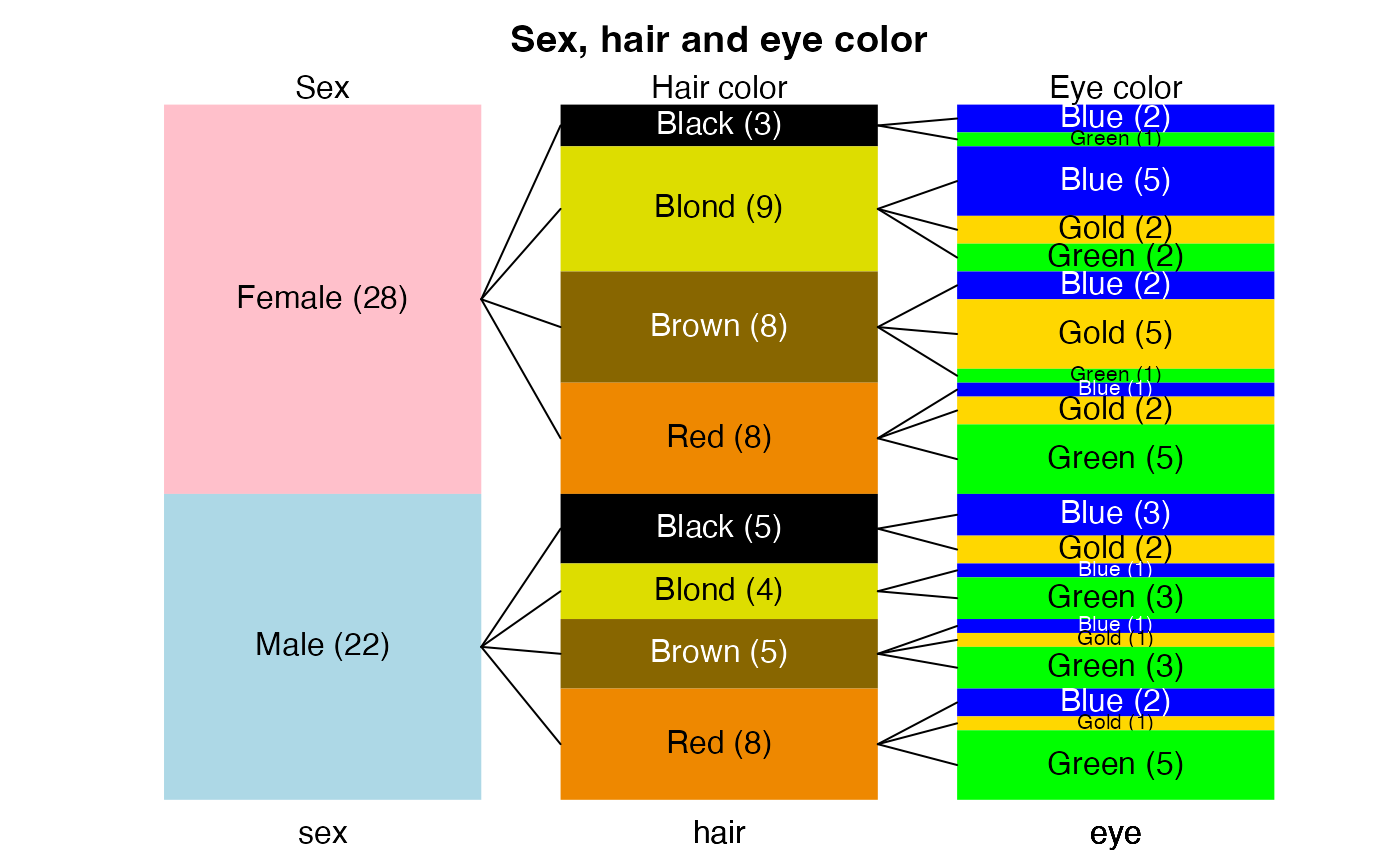 Sex, hair and eye color
Sex
Hair color
Eye color
Female (28)
Male (22)
Black (3)
Blond (9)
Brown (8)
Red (8)
Black (5)
Blond (4)
Brown (5)
Red (8)
Blue (2)
Green (1)
Blue (5)
Gold (2)
Green (2)
Blue (2)
Gold (5)
Green (1)
Blue (1)
Gold (2)
Green (5)
Blue (3)
Gold (2)
Blue (1)
Green (3)
Blue (1)
Gold (1)
Green (3)
Blue (2)
Gold (1)
Green (5)
sex
hair
eye